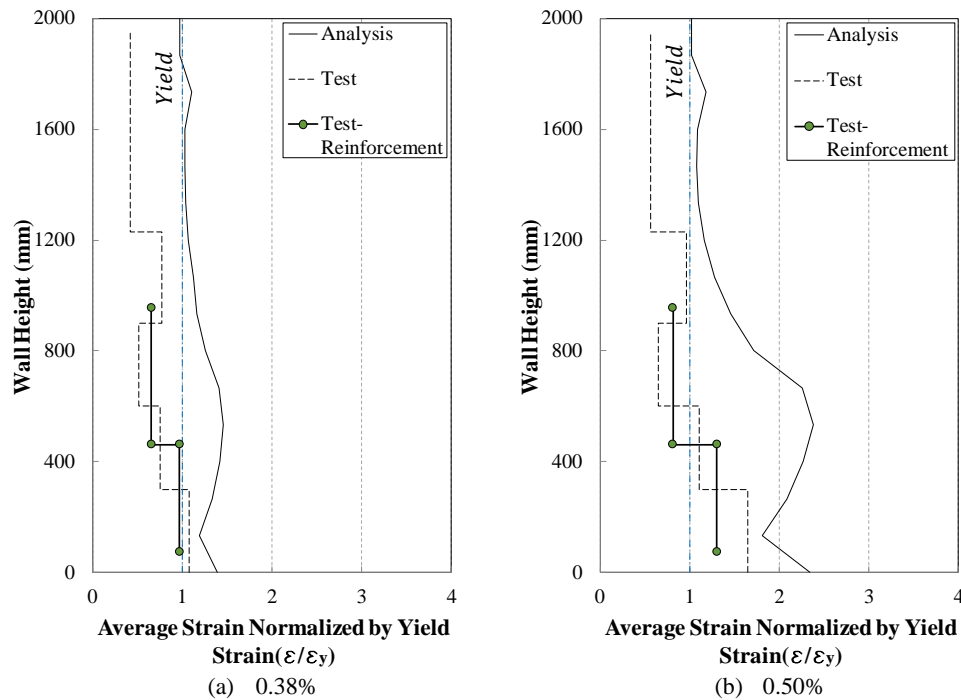 2000
1600
1200
800
400
0
Wall Height (mm)
Yield
Analysis
Test
Test-
Reinforcement
0 1 2 3 4
Average Strain Normalized by Yield
Strain(ε/εy)
(a) 0.38%
2000
1600
1200
800
400
0
Wall Height (mm)
Yield
Analysis
Test
Test-
Reinforcement
0 1 2 3 4
Average Strain Normalized by Yield
Strain(ε/εy)
(b) 0.50%